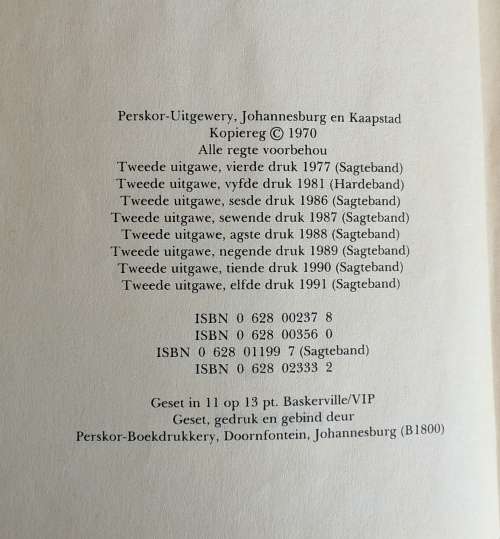 Perskor-Uitgewery, Johannesburg en Kaapstad
Kopiereg © 1970
Alle regte voorbehou
Tweede uitgawe, vierde druk 1977 (Sagteband)
Tweede uitgawe, vyfde druk 1981 (Hardeband)
Tweede uitgawe, sesde druk 1986 (Sagteband)
Tweede uitgawe, sewende druk 1987 (Sagteband)
Tweede uitgawe, agste druk 1988 (Sagteband)
Tweede uitgawe, negende druk 1989 (Sagteband)
Tweede uitgawe, tiende druk 1990 (Sagteband)
Tweede uitgawe, elfde druk 1991 (Sagteband)
ISBN 0 628 00237 8
ISBN 0 628 00356 0
ISBN 0 628 01199 7 (Sagteband)
ISBN 0 628 02333 2
Geset in 11 op 13 pt. Baskerville/VIP
Geset, gedruk en gebind deur
Perskor-Boekdrukkery, Doornfontein, Johannesburg (B1800)